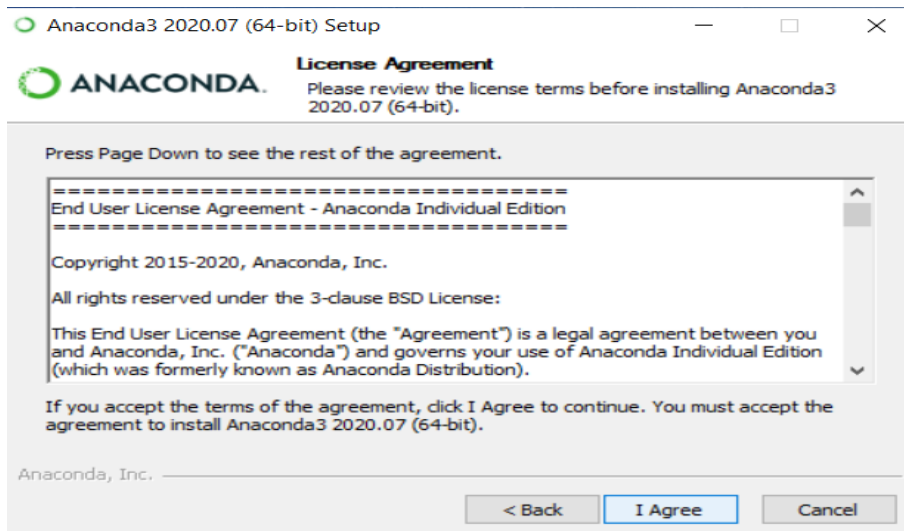 Anaconda3 2020.07 (64-bit) Setup
ANACONDA.
License Agreement
Please review the license terms before installing Anaconda3
2020.07 (64-bit).
Press Page Down to see the rest of the agreement.
===================================
End User License Agreement - Anaconda Individual Edition
===================================
Copyright 2015-2020, Anaconda, Inc.
All rights reserved under the 3-clause BSD License:
This End User License Agreement (the "Agreement") is a legal agreement between you
and Anaconda, Inc. ("Anaconda") and governs your use of Anaconda Individual Edition
(which was formerly known as Anaconda Distribution).
If you accept the terms of the agreement, click I Agree to continue. You must accept the
agreement to install Anaconda3 2020.07 (64-bit).
Anaconda, Inc.
< Back
I Agree
Cancel